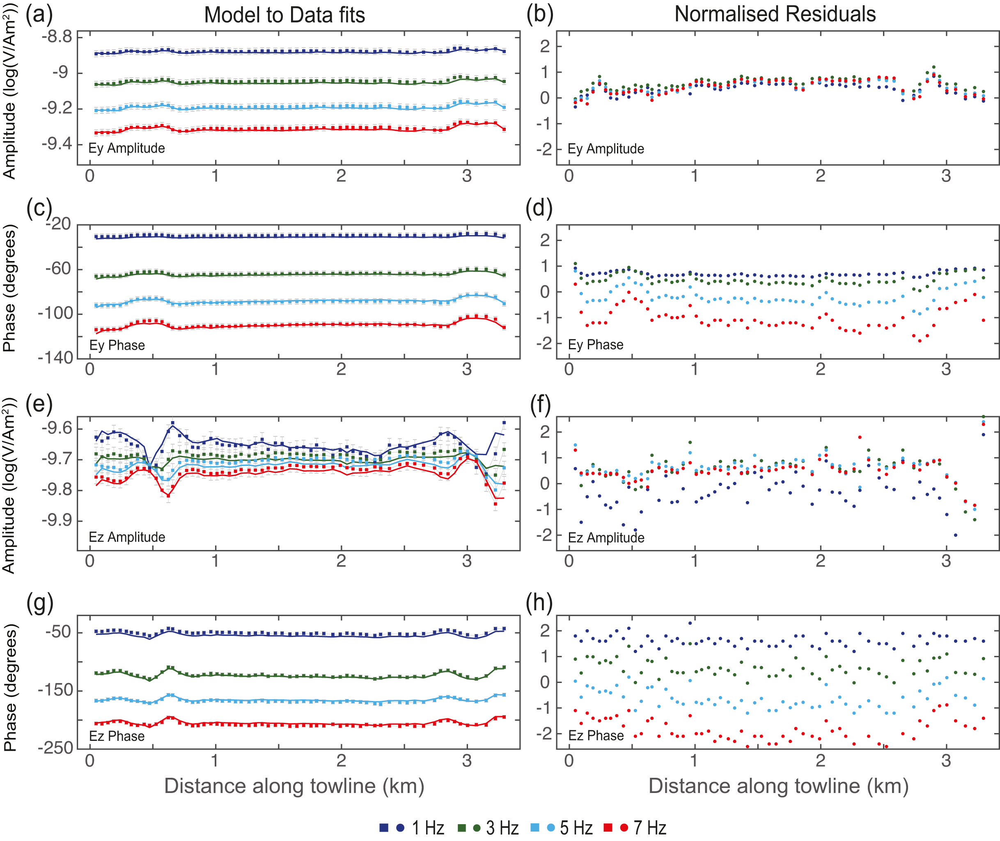 (a)
Model to Data fits
(b)
Normalised Residuals
Amplitude (log(V/Am²))
-8.8
-9
-9.2
-9.4
Ey Amplitude
0 1 2 3
2
1
0
-1
-2
Ey Amplitude
0 1 2 3
(c)
(d)
Phase (degrees)
-20
-60
-100
-140
Ey Phase
0 1 2 3
2
1
0
-1
-2
Ey Phase
0 1 2 3
(e)
(f)
Amplitude (log(V/Am²))
-9.6
-9.7
-9.8
-9.9
Ez Amplitude
0 1 2 3
2
1
0
-1
-2
Ez Amplitude
0 1 2 3
(g)
(h)
Phase (degrees)
-50
-150
-250
Ez Phase
0 1 2 3
2
1
0
-1
-2
Ez Phase
0 1 2 3
Distance along towline (km)
Distance along towline (km)
1 Hz 3 Hz 5 Hz 7 Hz